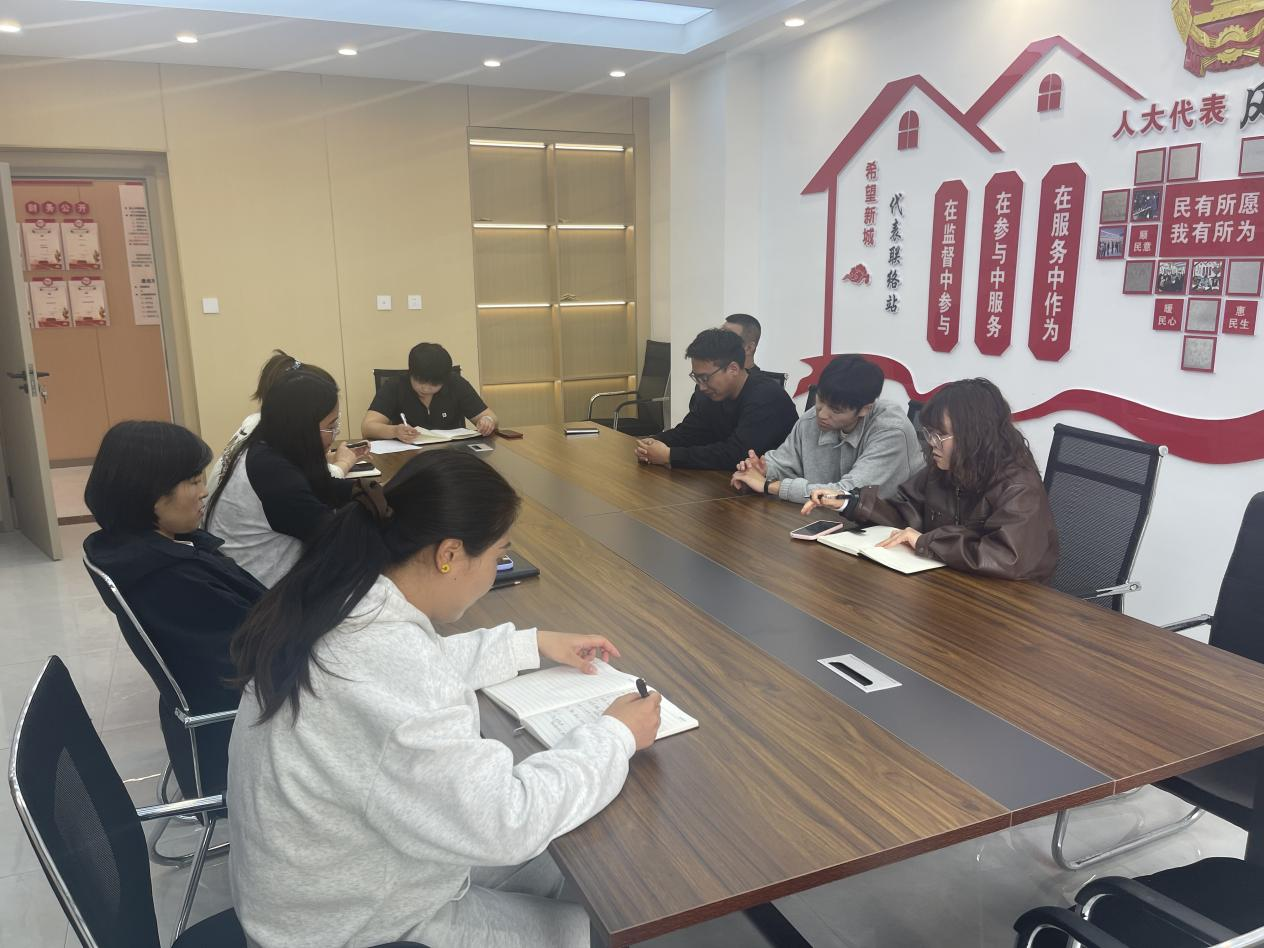 财务公开
希望新城
代表联络站
在监督中参与
在参与中服务
在服务中作为
人大代表
民有所愿
我有所为
顺
民意
暖
民心
惠
民生